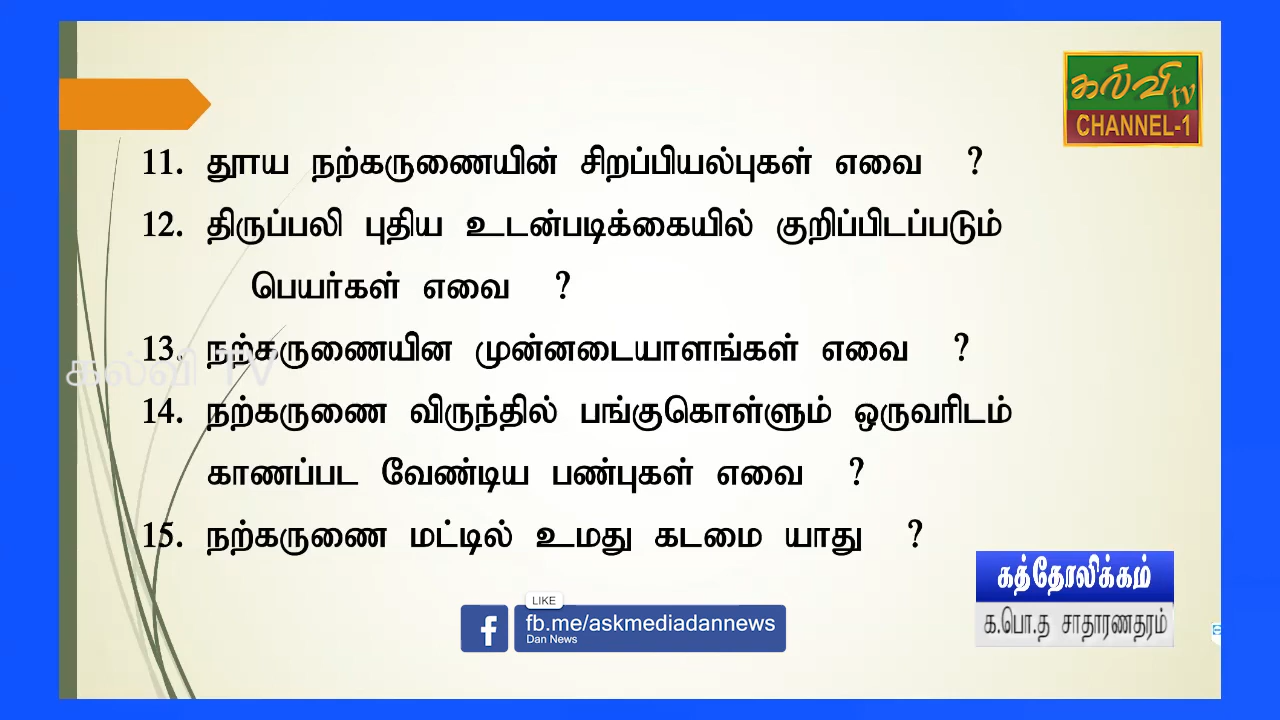 கல்வி tv
CHANNEL-1
11. தூய நற்கருணையின் சிறப்பியல்புகள் எவை ?
12. திருப்பலி புதிய உடன்படிக்கையில் குறிப்பிடப்படும்
பெயர்கள் எவை ?
13. நற்கருணையின முன்னடையாளங்கள் எவை ?
கல்வி TV
14. நற்கருணை விருந்தில் பங்குகொள்ளும் ஒருவரிடம்
காணப்பட வேண்டிய பண்புகள் எவை ?
15. நற்கருணை மட்டில் உமது கடமை யாது ?
கத்தோலிக்கம்
க.பொ.த சாதாரணதரம்
LIKE
fb.me/askmediadannews
Dan News